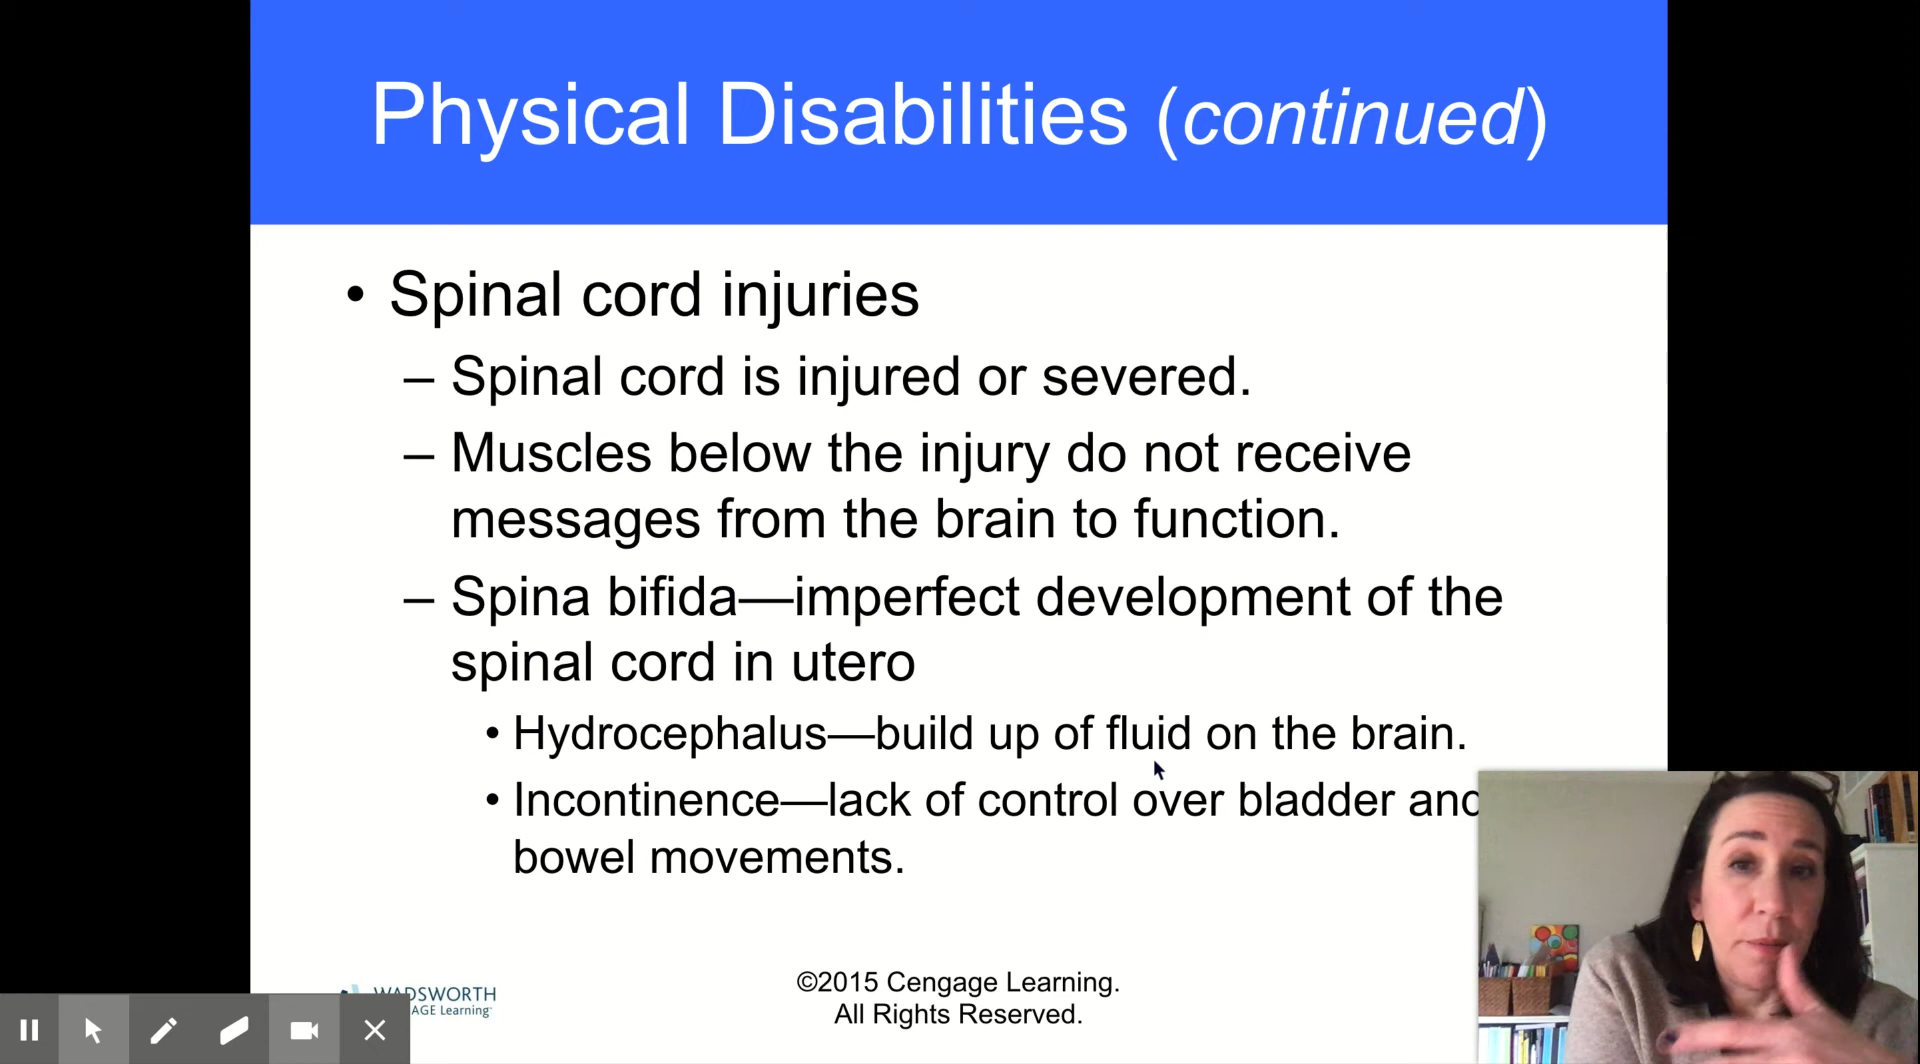 Physical Disabilities (continued)
• Spinal cord injuries
– Spinal cord is injured or severed.
– Muscles below the injury do not receive
messages from the brain to function.
– Spina bifida—imperfect development of the
spinal cord in utero
• Hydrocephalus—build up of fluid on the brain.
• Incontinence—lack of control over bladder and
bowel movements.
WADSWORTH
AGE Learning™
©2015 Cengage Learning.
All Rights Reserved.